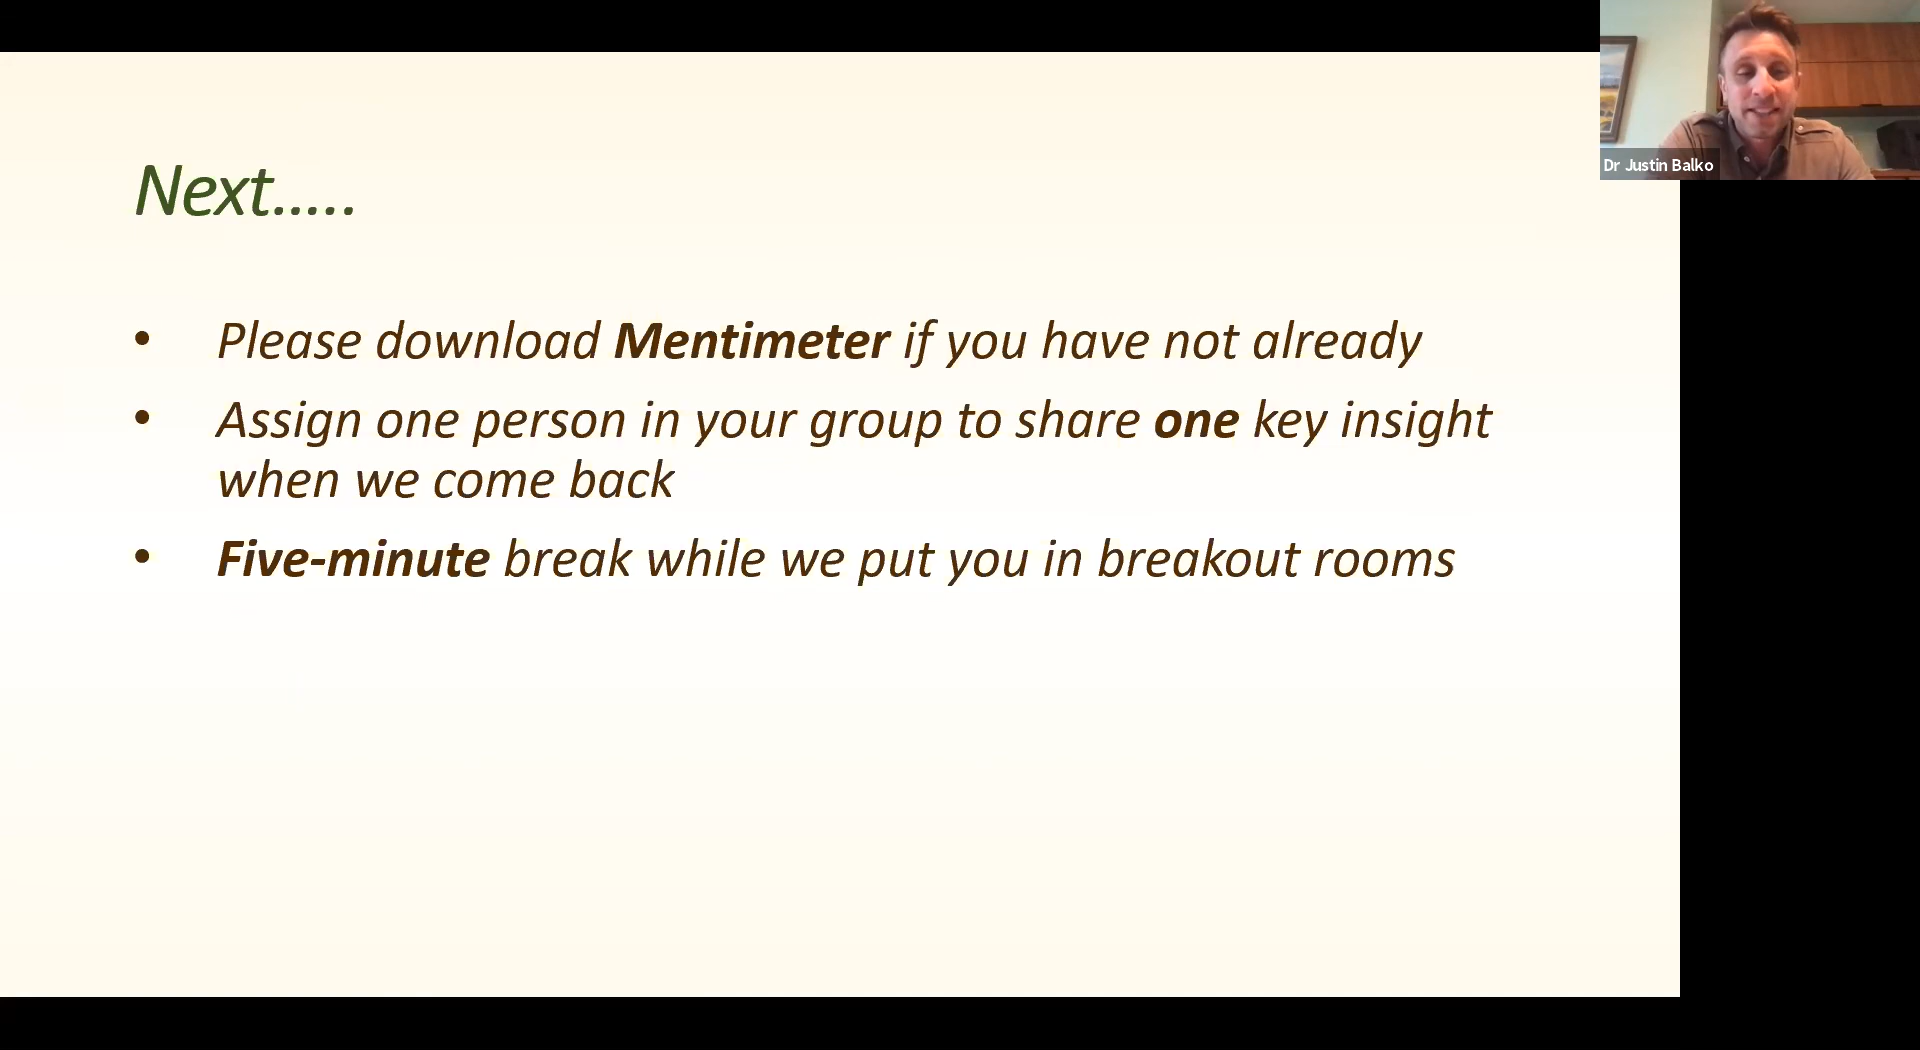 Dr Justin Balko
Next.....
• Please download Mentimeter if you have not already
• Assign one person in your group to share one key insight
when we come back
• Five-minute break while we put you in breakout rooms